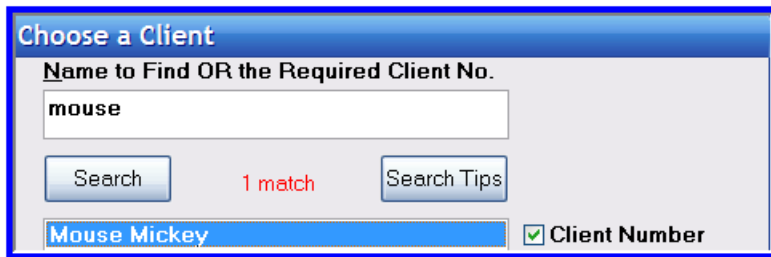 Choose a Client
Name to Find OR the Required Client No.
mouse
Search 1 match Search Tips
Mouse Mickey Client Number